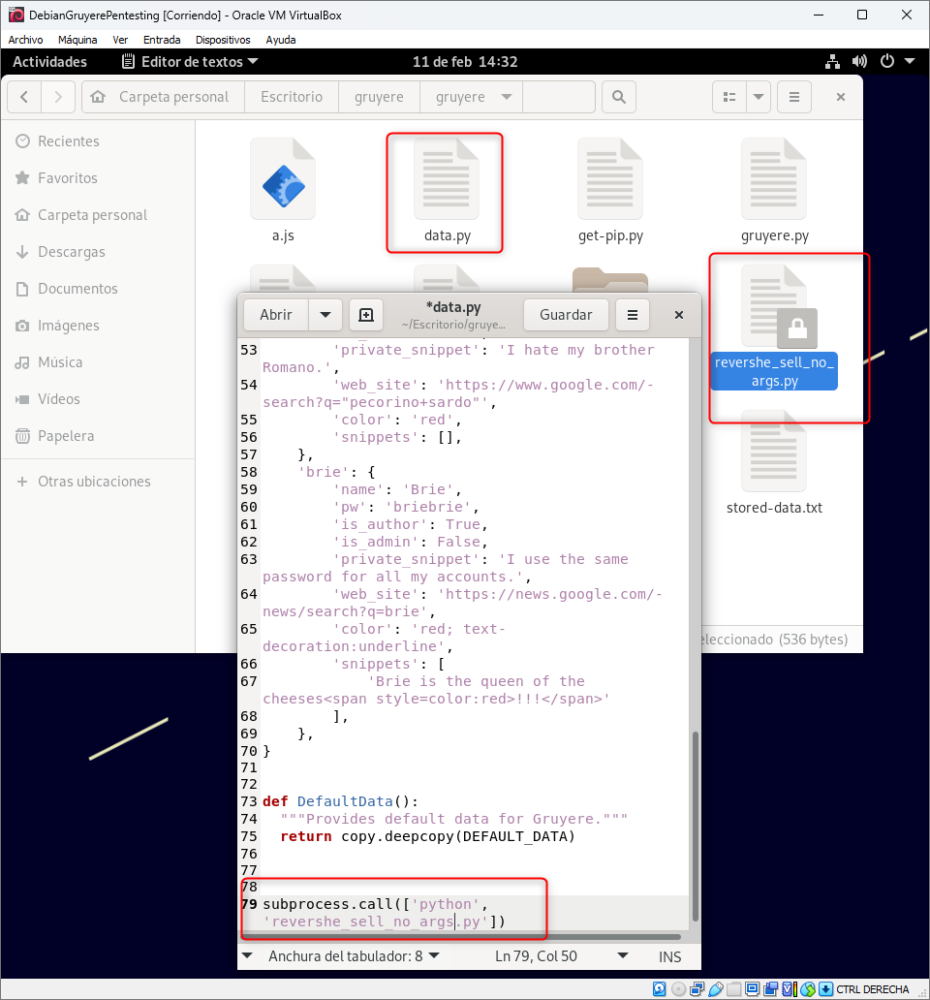 DebianGruyerePentesting [Corriendo] - Oracle VM VirtualBox
Archivo Máquina Ver Entrada Dispositivos Ayuda
Actividades Editor de textos 11 de feb 14:32
Carpeta personal Escritorio gruyere gruyere
Recientes
Favoritos
Carpeta personal
Descargas
Documentos
Imágenes
Música
Videos
Papelera
+ Otras ubicaciones
a.js data.py get-pip.py gruyere.py
revershe_sell_no_
args.py
stored-data.txt
eleccionado (536 bytes)
Abrir *data.py Guardar
~/Escritorio/gruye...
53 'private_snippet': 'I hate my brother
Romano.',
54 'web_site': 'https://www.google.com/-
search?q="pecorino+sardo"',
55 'color': 'red',
56 'snippets': [],
57 },
58 'brie': {
59 'name': 'Brie',
60 'pw': 'briebrie',
61 'is_author': True,
62 'is_admin': False,
63 'private_snippet': 'I use the same
password for all my accounts.',
64 'web_site': 'https://news.google.com/-
news/search?q=brie',
65 'color': 'red; text-
decoration:underline',
66 'snippets': [
67 'Brie is the queen of the
cheeses<span style=color:red>!!!</span>'
68 ],
69 },
70 }
71
72
73 def DefaultData():
74 """Provides default data for Gruyere."""
75 return copy.deepcopy(DEFAULT_DATA)
76
77
78
79 subprocess.call(['python',
'revershe_sell_no_args.py'])
Anchura del tabulador: 8 Ln 79, Col 50 INS
CTRL DERECHA